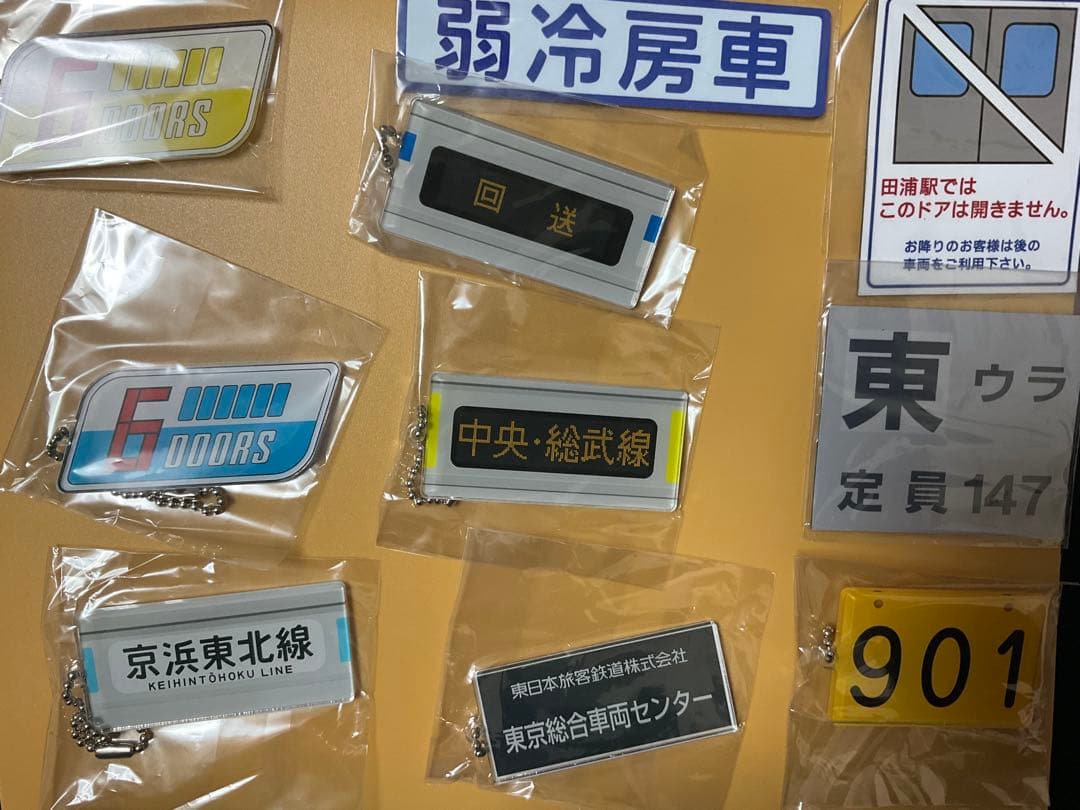 弱冷房車
6
DOORS
回送
田浦駅では
このドアは開きません。
お降りのお客様は後の
車両をご利用下さい。
6
DOORS
中央・総武線
東 ウラ
定員147
京浜東北線
KEIHINTŌHOKU LINE
東日本旅客鉄道株式会社
東京総合車両センター
901